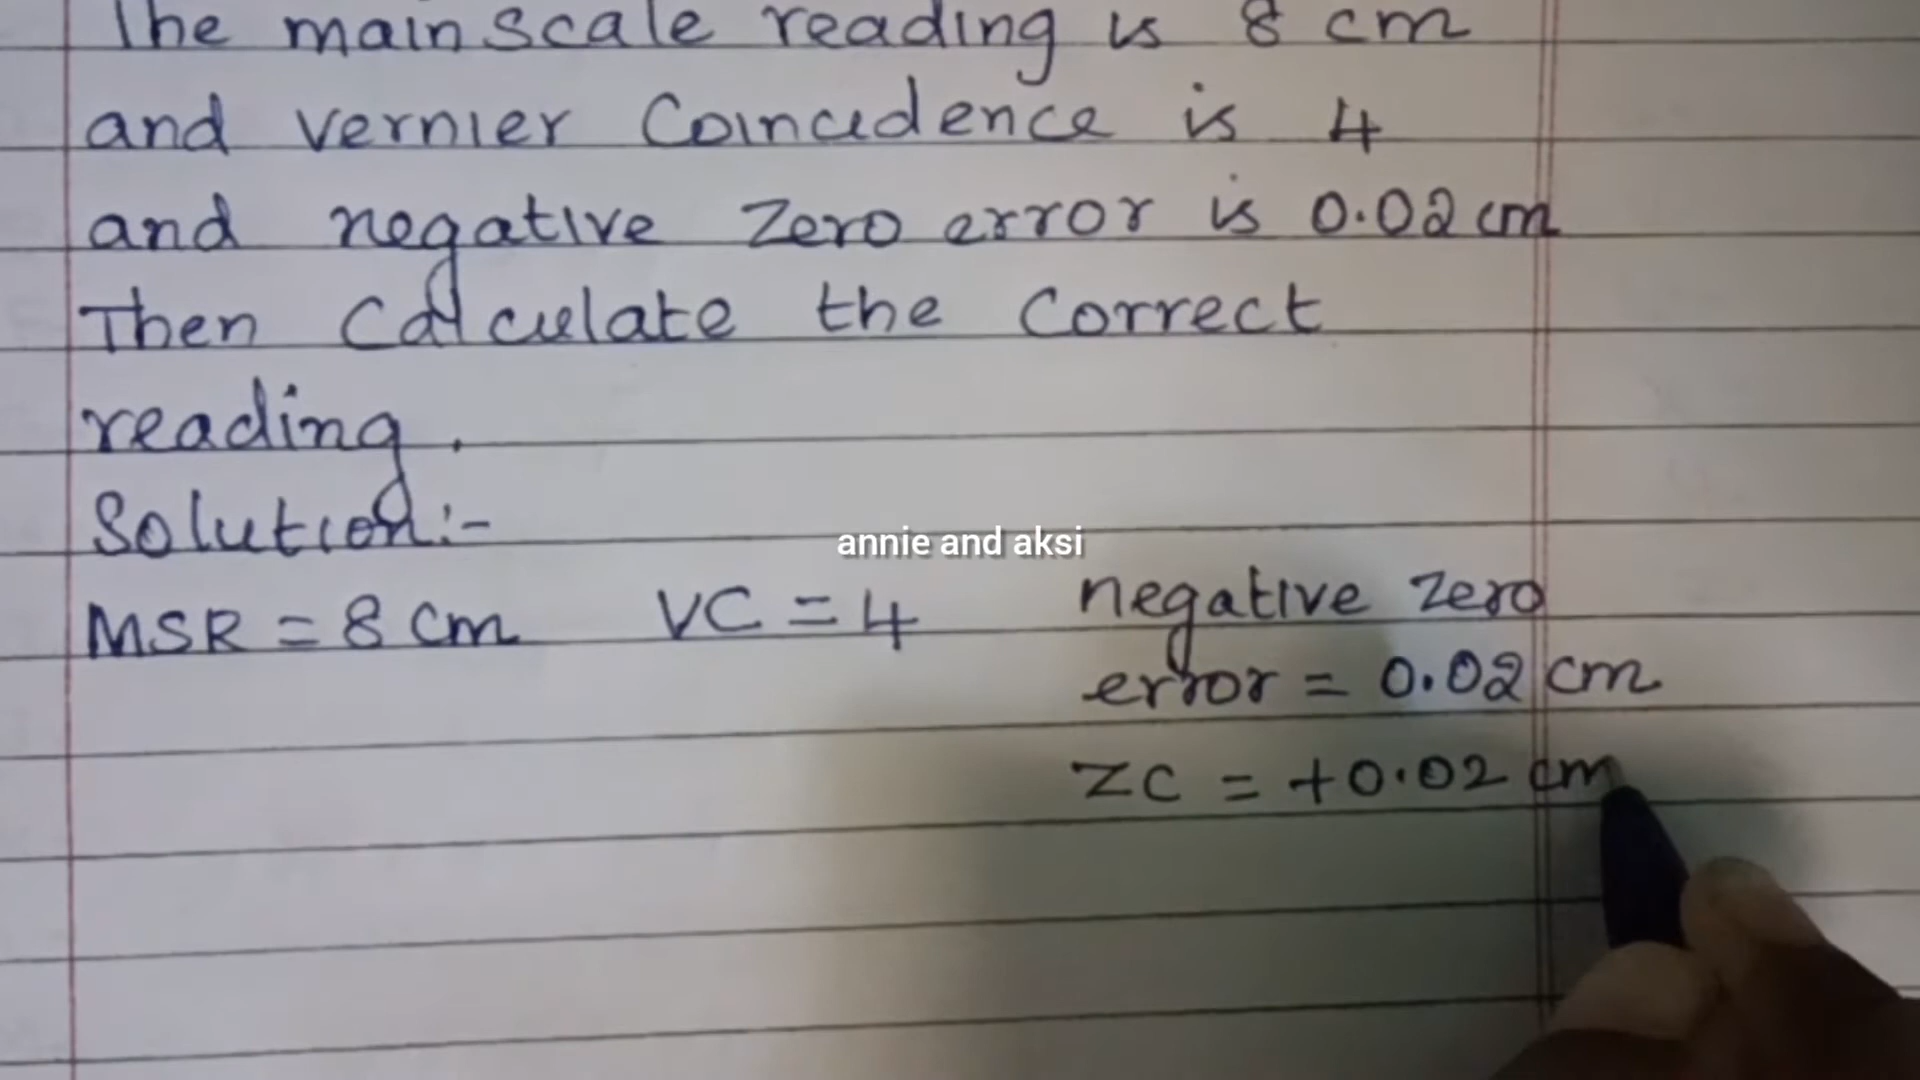 The main scale reading is 8 cm
and vernier Coincidence is 4
and negative zero error is 0.02 cm
Then Calculate the Correct
reading.
Solution:-
annie and aksi
MSR = 8 cm VC = 4 negative zero
error = 0.02 cm
ZC = +0.02 cm